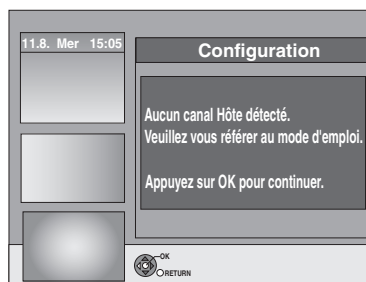 11.8. Mer 15:05
Configuration
Aucun canal Hôte détecté.
Veuillez vous référer au mode d'emploi.
Appuyez sur OK pour continuer.
OK
RETURN